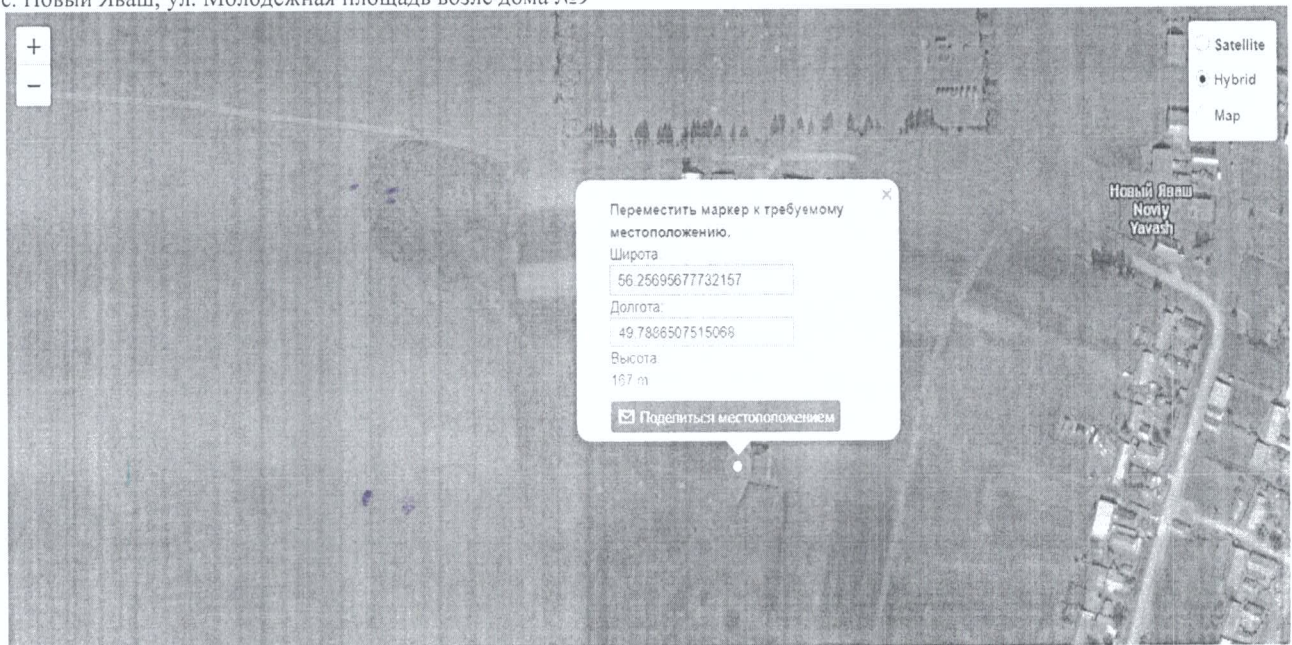 с. Новый Яваш, ул. Молодежная площадь возле дома №9
+
−
Satellite
Hybrid
Map
Новый Яваш
Noviy
Yavash
×
Переместить маркер к требуемому
местоположению.
Широта
56.25695677732157
Долгота:
49.7886507515068
Высота
167 m
Поделиться местоположением